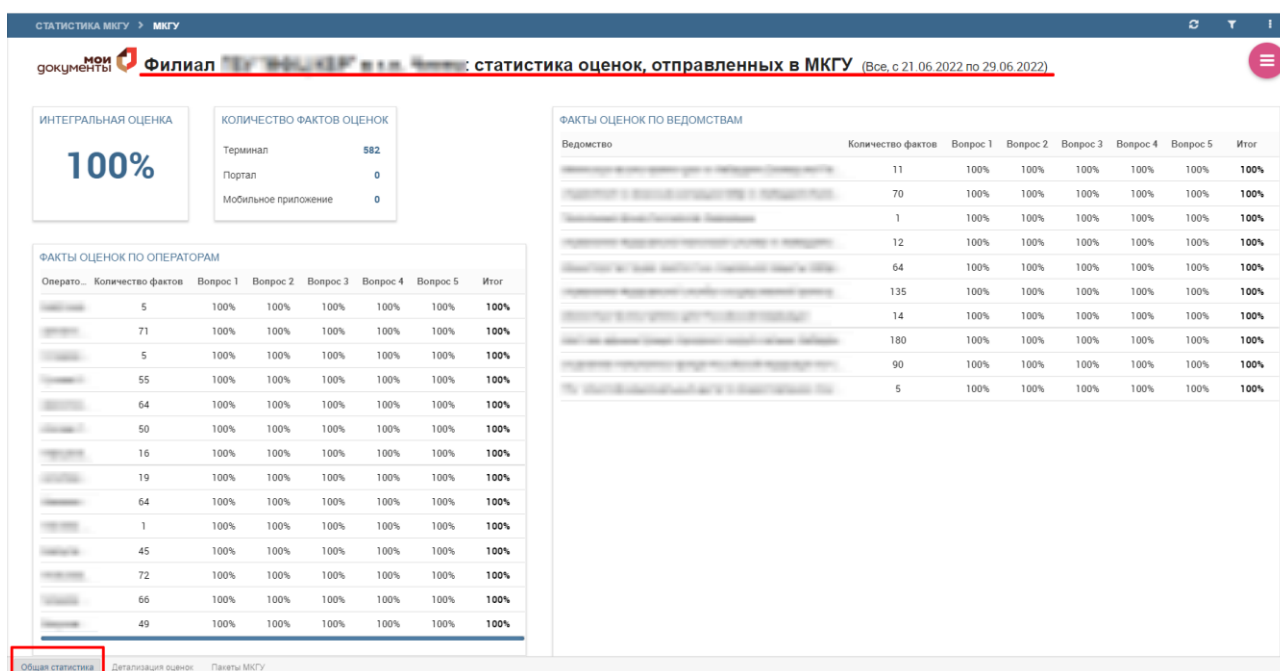 СТАТИСТИКА МКГУ > МКГУ
мои документы
Филиал : статистика оценок, отправленных в МКГУ (Все, с 21.06.2022 по 29.06.2022)
ИНТЕГРАЛЬНАЯ ОЦЕНКА
100%
КОЛИЧЕСТВО ФАКТОВ ОЦЕНОК
Терминал 582
Портал 0
Мобильное приложение 0
ФАКТЫ ОЦЕНОК ПО ОПЕРАТОРАМ
Операто... Количество фактов Вопрос 1 Вопрос 2 Вопрос 3 Вопрос 4 Вопрос 5 Итог
5 100% 100% 100% 100% 100% 100%
71 100% 100% 100% 100% 100% 100%
5 100% 100% 100% 100% 100% 100%
55 100% 100% 100% 100% 100% 100%
64 100% 100% 100% 100% 100% 100%
50 100% 100% 100% 100% 100% 100%
16 100% 100% 100% 100% 100% 100%
19 100% 100% 100% 100% 100% 100%
64 100% 100% 100% 100% 100% 100%
1 100% 100% 100% 100% 100% 100%
45 100% 100% 100% 100% 100% 100%
72 100% 100% 100% 100% 100% 100%
66 100% 100% 100% 100% 100% 100%
49 100% 100% 100% 100% 100% 100%
ФАКТЫ ОЦЕНОК ПО ВЕДОМСТВАМ
Ведомство Количество фактов Вопрос 1 Вопрос 2 Вопрос 3 Вопрос 4 Вопрос 5 Итог
11 100% 100% 100% 100% 100% 100%
70 100% 100% 100% 100% 100% 100%
1 100% 100% 100% 100% 100% 100%
12 100% 100% 100% 100% 100% 100%
64 100% 100% 100% 100% 100% 100%
135 100% 100% 100% 100% 100% 100%
14 100% 100% 100% 100% 100% 100%
180 100% 100% 100% 100% 100% 100%
90 100% 100% 100% 100% 100% 100%
5 100% 100% 100% 100% 100% 100%
Общая статистика Детализация оценок Пакеты МКГУ